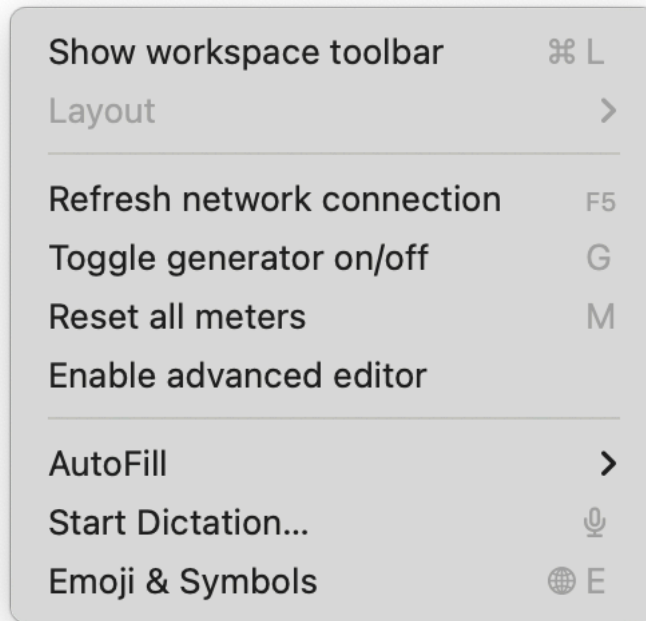 Show workspace toolbar ⌘ L
Layout
Refresh network connection F5
Toggle generator on/off G
Reset all meters M
Enable advanced editor
AutoFill
Start Dictation...
Emoji & Symbols E